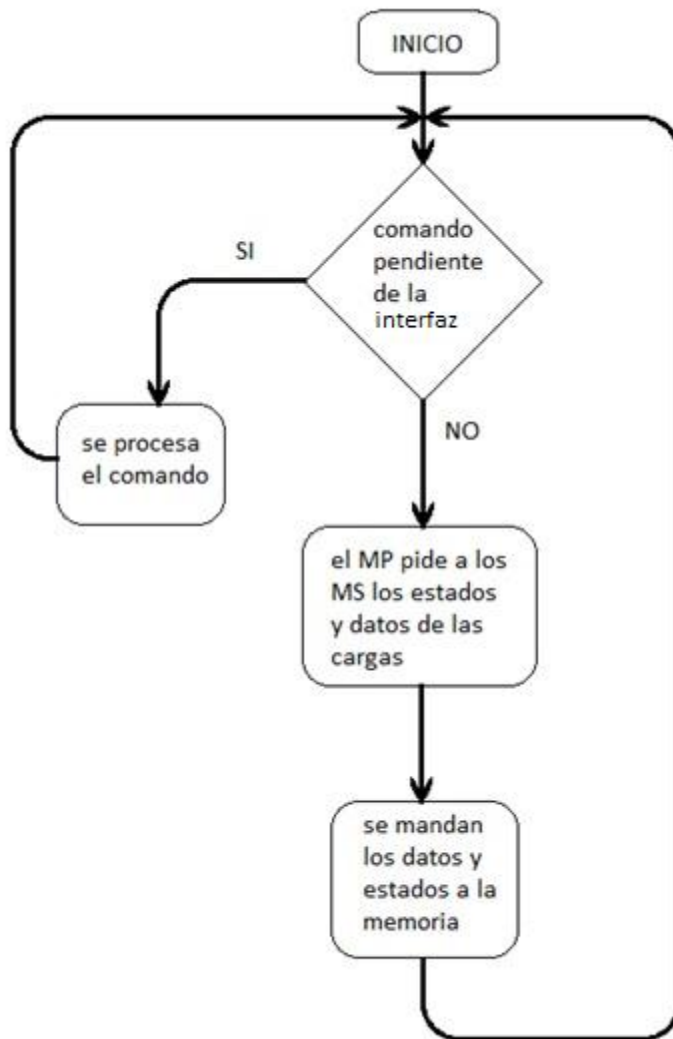 INICIO
comando
pendiente
de la
interfaz
SI
se procesa
el comando
NO
el MP pide a los
MS los estados
y datos de las
cargas
se mandan
los datos y
estados a la
memoria